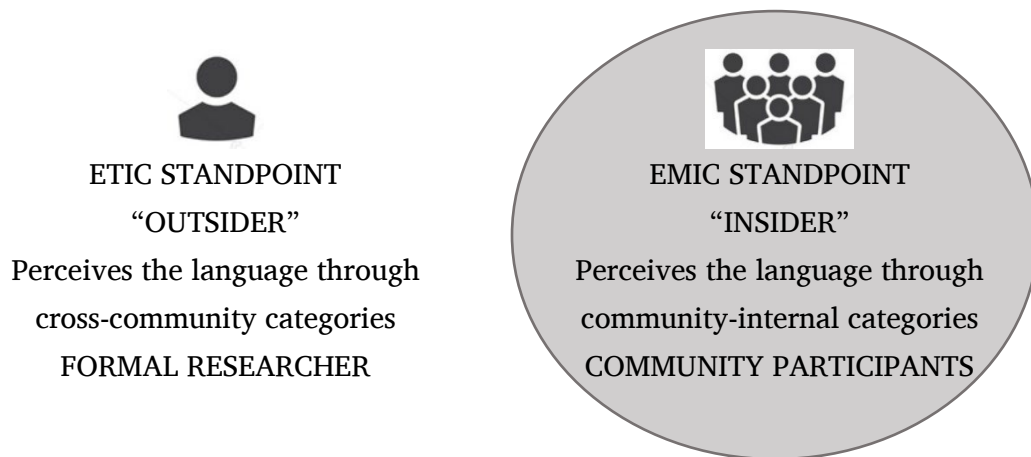 ETIC STANDPOINT
“OUTSIDER”
Perceives the language through
cross-community categories
FORMAL RESEARCHER
EMIC STANDPOINT
“INSIDER”
Perceives the language through
community-internal categories
COMMUNITY PARTICIPANTS